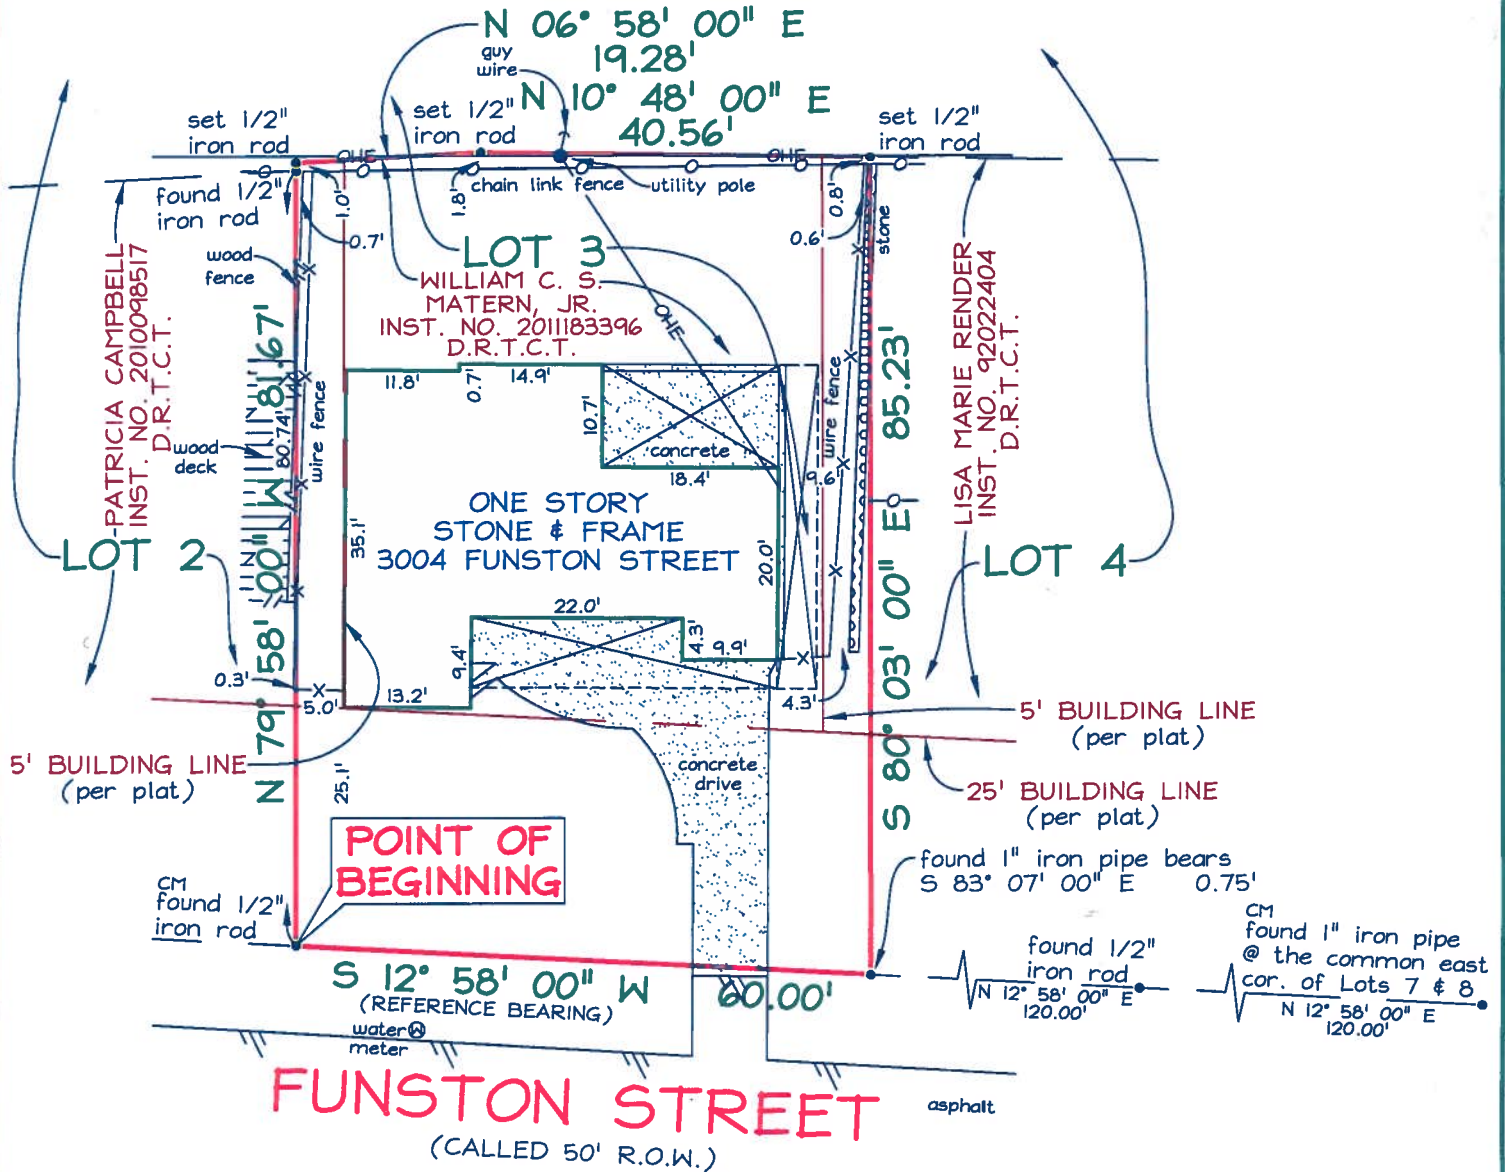 N 06° 58' 00" E
19.28'
guy
wire
N 10° 48' 00" E
40.56'
set 1/2"
iron rod
set 1/2"
iron rod
set 1/2"
iron rod
OHE
OHE
found 1/2"
iron rod
1.0'
1.8'
chain link fence
utility pole
0.8'
stone
0.7'
0.6'
wood
fence
LOT 3
WILLIAM C. S.
MATERN, JR.
INST. NO. 2011183396
D.R.T.C.T.
OHE
PATRICIA CAMPBELL
INST. NO. 2010098517
D.R.T.C.T.
LISA MARIE RENDER
INST. NO. 92022404
D.R.T.C.T.
N 79° 58' 00" W 81.67'
80.74'
wire fence
wood
deck
11.8'
0.7'
14.9'
10.7'
concrete
18.4'
wire fence
9.6'
S 80° 03' 00" E 85.23'
35.1'
ONE STORY
STONE & FRAME
3004 FUNSTON STREET
20.0'
LOT 2
LOT 4
22.0'
4.3'
9.9'
9.4'
0.3'
5.0'
13.2'
4.3'
5' BUILDING LINE
(per plat)
5' BUILDING LINE
(per plat)
25.1'
concrete
drive
25' BUILDING LINE
(per plat)
POINT OF
BEGINNING
found 1" iron pipe bears
S 83° 07' 00" E 0.75'
CM
found 1/2"
iron rod
CM
found 1" iron pipe
@ the common east
cor. of Lots 7 & 8
N 12° 58' 00" E
120.00'
found 1/2"
iron rod
N 12° 58' 00" E
120.00'
S 12° 58' 00" W 60.00'
(REFERENCE BEARING)
water W
meter
FUNSTON STREET
asphalt
(CALLED 50' R.O.W.)